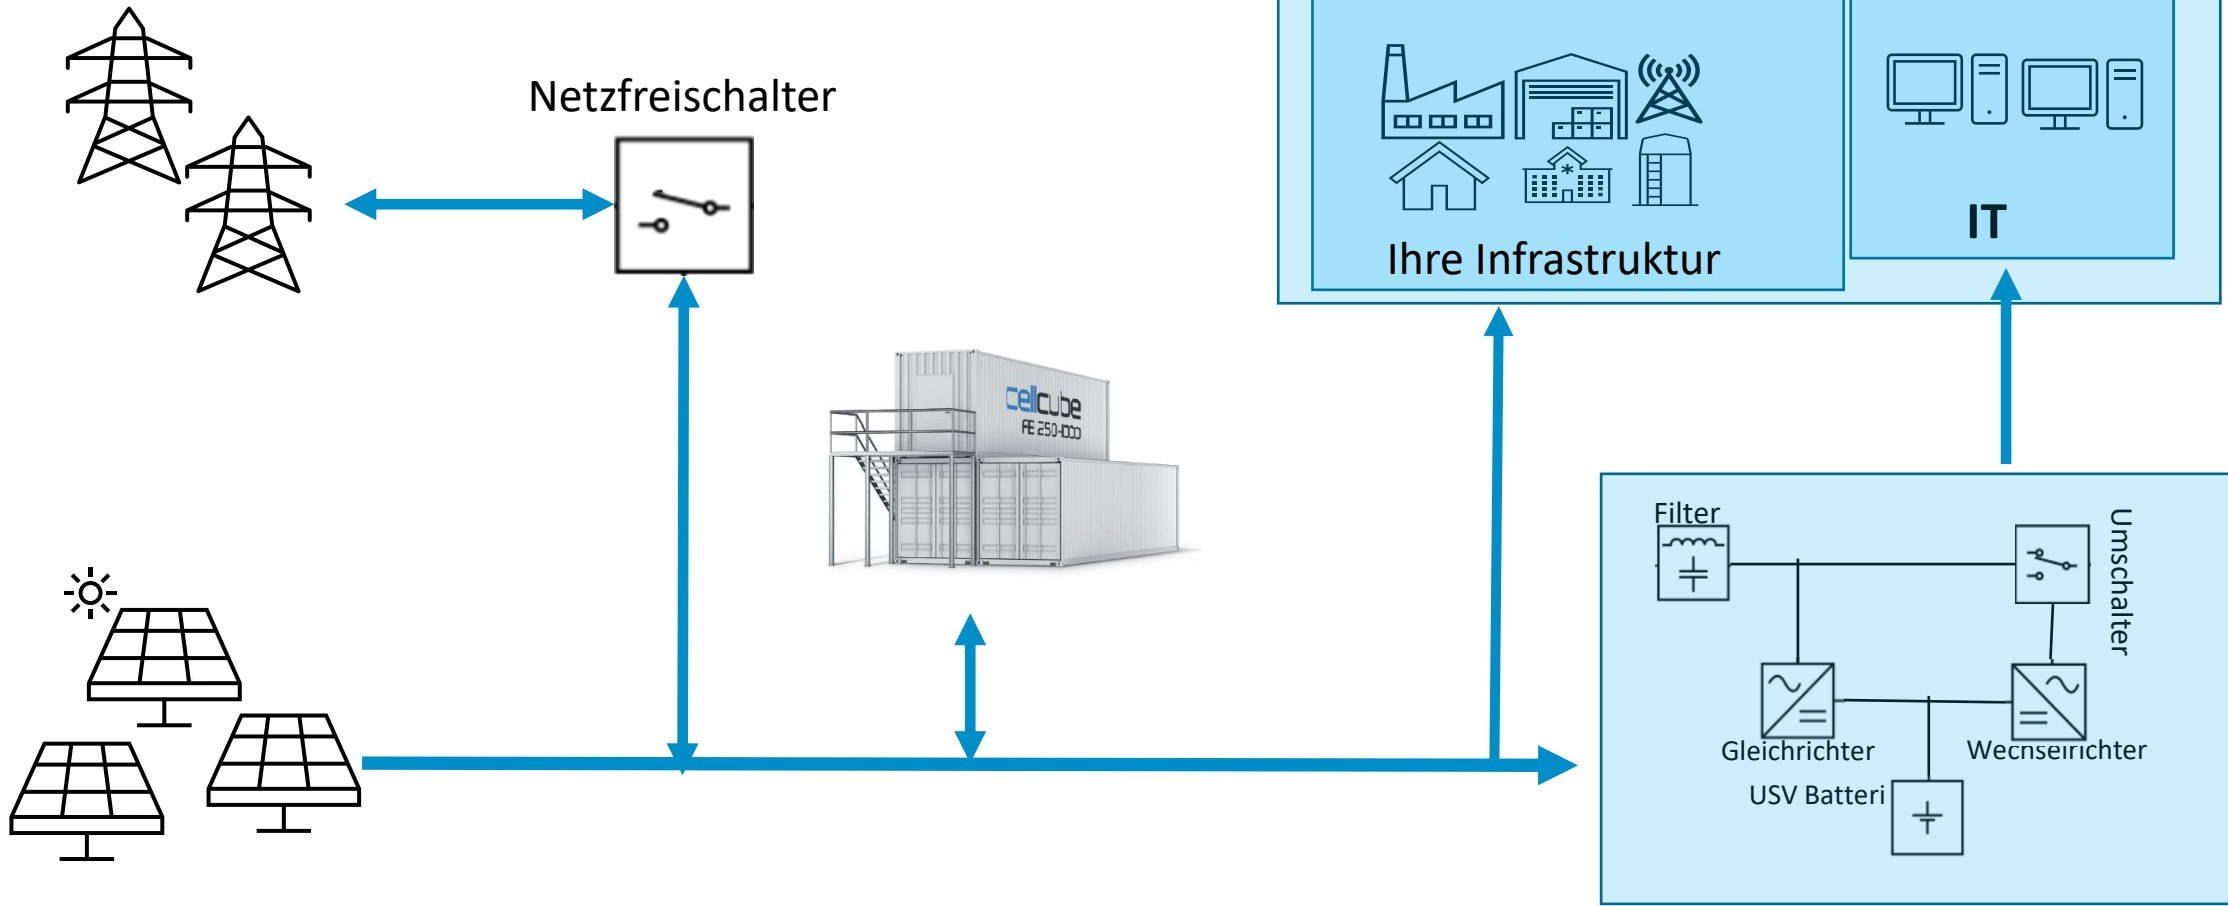 Netzfreischalter
Ihre Infrastruktur
IT
cellcube
FE 250-1000
Filter
Umschalter
Gleichrichter
Wechselrichter
USV Batteri